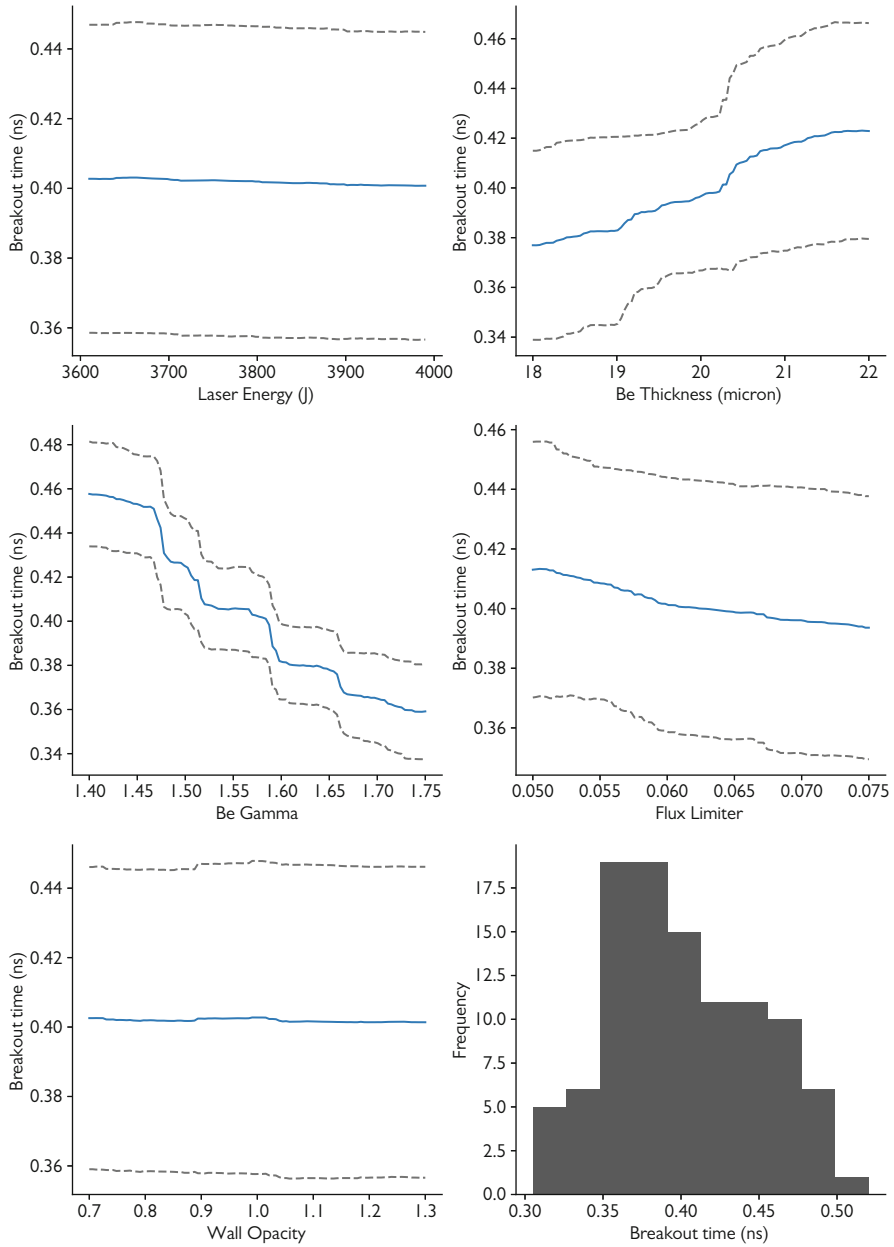 0.44
0.42
0.40
0.38
0.36
Breakout time (ns)
3600 3700 3800 3900 4000
Laser Energy (J)
0.46
0.44
0.42
0.40
0.38
0.36
0.34
Breakout time (ns)
18 19 20 21 22
Be Thickness (micron)
0.48
0.46
0.44
0.42
0.40
0.38
0.36
0.34
Breakout time (ns)
1.40 1.45 1.50 1.55 1.60 1.65 1.70 1.75
Be Gamma
0.46
0.44
0.42
0.40
0.38
0.36
Breakout time (ns)
0.050 0.055 0.060 0.065 0.070 0.075
Flux Limiter
0.44
0.42
0.40
0.38
0.36
Breakout time (ns)
0.7 0.8 0.9 1.0 1.1 1.2 1.3
Wall Opacity
17.5
15.0
12.5
10.0
7.5
5.0
2.5
0.0
Frequency
0.30 0.35 0.40 0.45 0.50
Breakout time (ns)